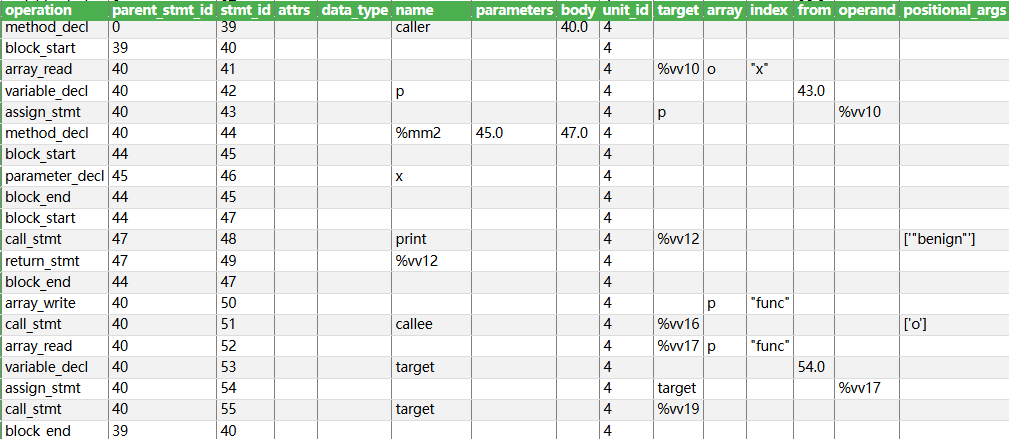 operation parent_stmt_id stmt_id attrs data_type name parameters body unit_id target array index from operand positional_args
method_decl 0 39 caller 40.0 4
block_start 39 40 4
array_read 40 41 4 %vv10 o "x"
variable_decl 40 42 p 4 43.0
assign_stmt 40 43 4 p %vv10
method_decl 40 44 %mm2 45.0 47.0 4
block_start 44 45 4
parameter_decl 45 46 x 4
block_end 44 45 4
block_start 44 47 4
call_stmt 47 48 print 4 %vv12 ['"benign"']
return_stmt 47 49 %vv12 4
block_end 44 47 4
array_write 40 50 4 p "func"
call_stmt 40 51 callee 4 %vv16 ['o']
array_read 40 52 4 %vv17 p "func"
variable_decl 40 53 target 4 54.0
assign_stmt 40 54 4 target %vv17
call_stmt 40 55 target 4 %vv19
block_end 39 40 4